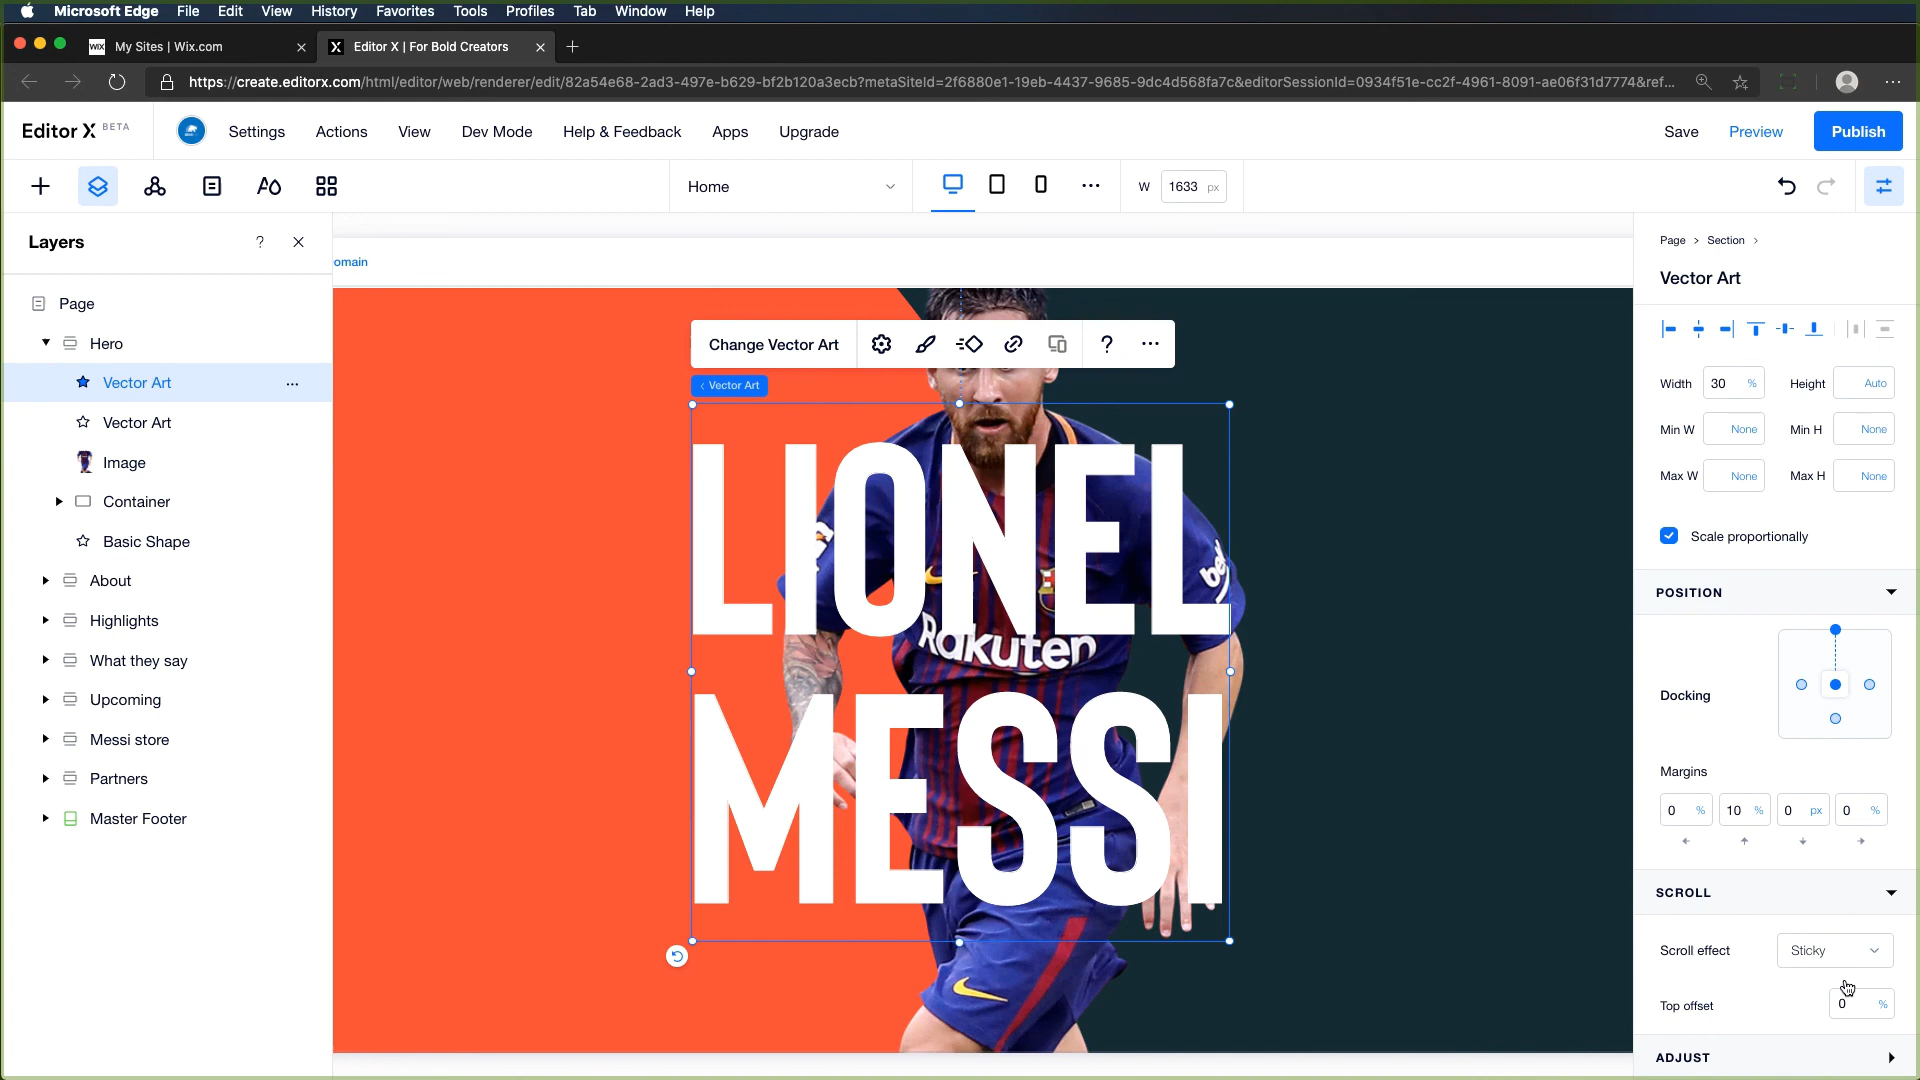 Microsoft Edge File Edit View History Favorites Tools Profiles Tab Window Help
WIX My Sites | Wix.com
X Editor X | For Bold Creators
https://create.editorx.com/html/editor/web/renderer/edit/82a54e68-2ad3-497e-b629-bf2b120a3ecb?metaSiteId=2f6880e1-19eb-4437-9685-9dc4d568fa7c&editorSessionId=0934f51e-cc2f-4961-8091-ae06f31d7774&ref...
Editor X BETA
Settings Actions View Dev Mode Help & Feedback Apps Upgrade
Save Preview Publish
Home
W 1633 px
Layers ?
Page
Hero
Vector Art ...
Vector Art
Image
Container
Basic Shape
About
Highlights
What they say
Upcoming
Messi store
Partners
Master Footer
omain
Change Vector Art ? ...
< Vector Art
LIONEL
Rakuten
MESSI
Page > Section >
Vector Art
Width 30 % Height Auto
Min W None Min H None
Max W None Max H None
Scale proportionally
POSITION
Docking
Margins
0 % 10 % 0 px 0 %
SCROLL
Scroll effect Sticky
Top offset 0 %
ADJUST